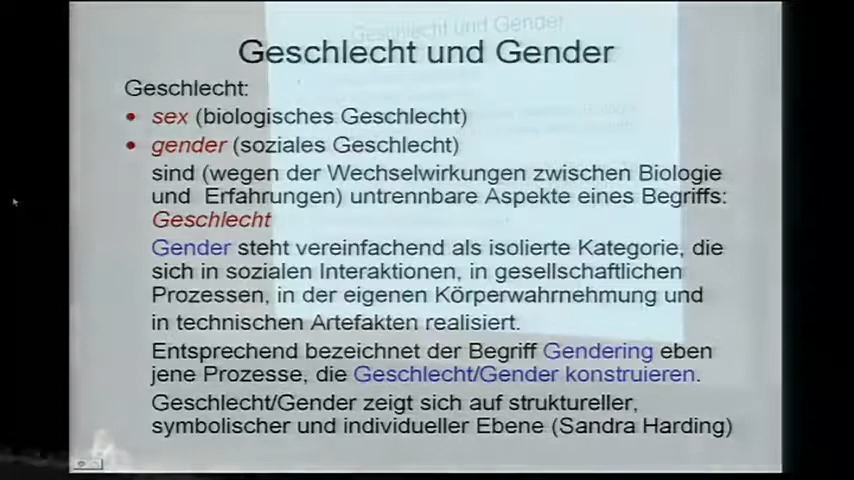 Geschlecht und Gender
Geschlecht:
• sex (biologisches Geschlecht)
• gender (soziales Geschlecht)
sind (wegen der Wechselwirkungen zwischen Biologie
und Erfahrungen) untrennbare Aspekte eines Begriffs:
Geschlecht
Gender steht vereinfachend als isolierte Kategorie, die
sich in sozialen Interaktionen, in gesellschaftlichen
Prozessen, in der eigenen Körperwahrnehmung und
in technischen Artefakten realisiert.
Entsprechend bezeichnet der Begriff Gendering eben
jene Prozesse, die Geschlecht/Gender konstruieren.
Geschlecht/Gender zeigt sich auf struktureller,
symbolischer und individueller Ebene (Sandra Harding)